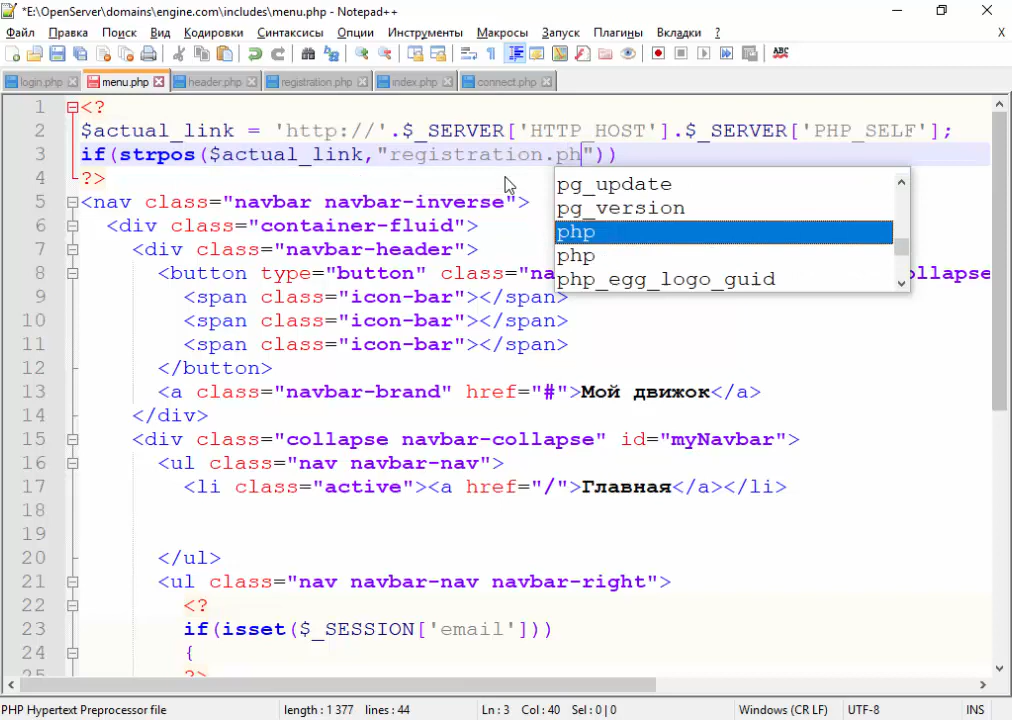 *E:\OpenServer\domains\engine.com\includes\menu.php - Notepad++
Файл Правка Поиск Вид Кодировки Синтаксисы Опции Инструменты Макросы Запуск Плагины Вкладки ? X
ABC
login.php menu.php header.php registration.php index.php connect.php
1 <?
2 $actual_link = 'http://'.$_SERVER['HTTP_HOST'].$_SERVER['PHP_SELF'];
3 if(strpos($actual_link,"registration.ph"))
4 ?>
pg_update
5 <nav class="navbar navbar-inverse">
pg_version
6 <div class="container-fluid">
php
7 <div class="navbar-header">
php
8 <button type="button" class="na ollapse
php_egg_logo_guid
9 <span class="icon-bar"></span>
10 <span class="icon-bar"></span>
11 <span class="icon-bar"></span>
12 </button>
13 <a class="navbar-brand" href="#">Мой движок</a>
14 </div>
15 <div class="collapse navbar-collapse" id="myNavbar">
16 <ul class="nav navbar-nav">
17 <li class="active"><a href="/">Главная</a></li>
18
19
20 </ul>
21 <ul class="nav navbar-nav navbar-right">
22 <?
23 if(isset($_SESSION['email']))
24 {
PHP Hypertext Preprocessor file length : 1 377 lines : 44 Ln : 3 Col : 40 Sel : 0 | 0 Windows (CR LF) UTF-8 INS